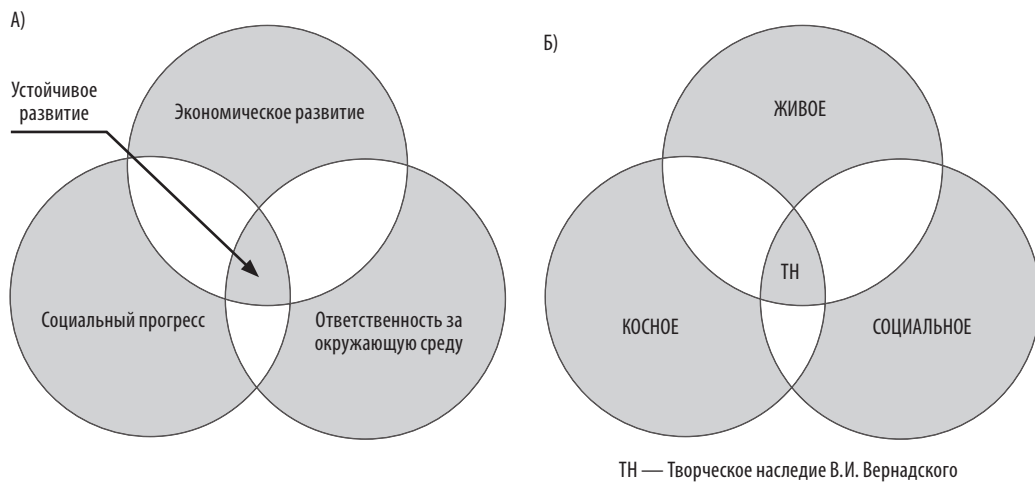 А)
Устойчивое
развитие
Экономическое развитие
Социальный прогресс
Ответственность за
окружающую среду
Б)
ЖИВОЕ
ТН
КОСНОЕ
СОЦИАЛЬНОЕ
ТН — Творческое наследие В.И. Вернадского